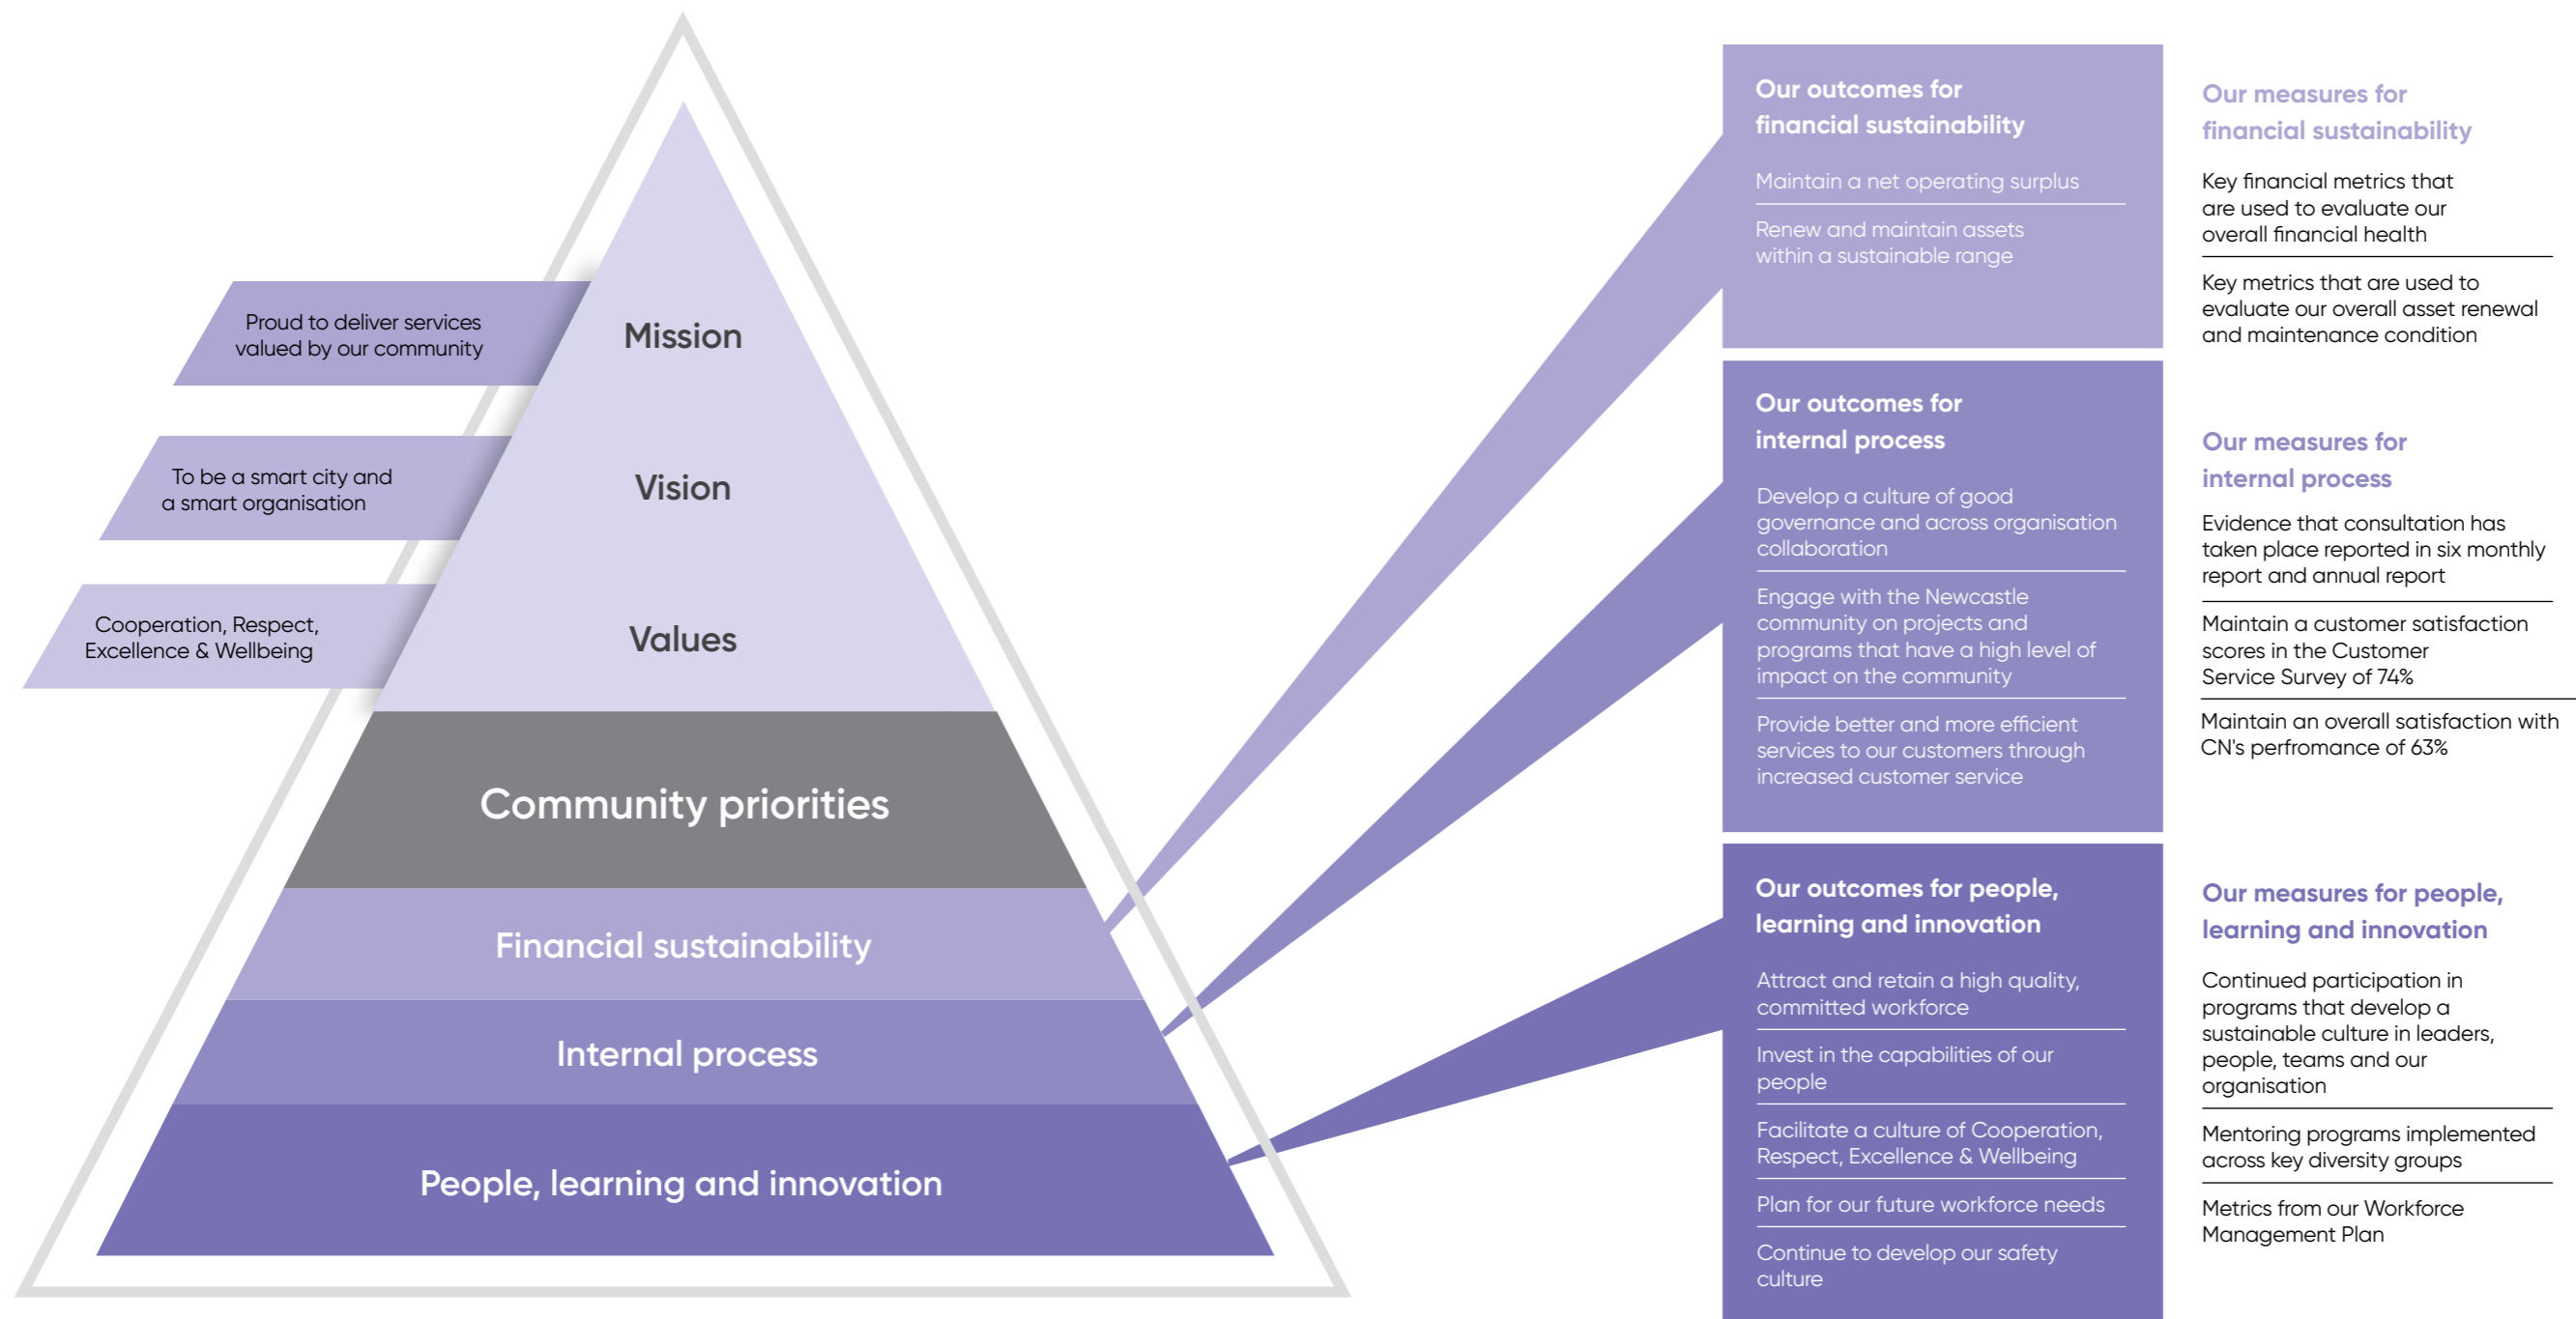 Proud to deliver services
valued by our community
To be a smart city and
a smart organisation
Cooperation, Respect,
Excellence & Wellbeing
Mission
Vision
Values
Community priorities
Financial sustainability
Internal process
People, learning and innovation
Our outcomes for
financial sustainability
Maintain a net operating surplus
Renew and maintain assets
within a sustainable range
Our measures for
financial sustainability
Key financial metrics that
are used to evaluate our
overall financial health
Key metrics that are used to
evaluate our overall asset renewal
and maintenance condition
Our outcomes for
internal process
Develop a culture of good
governance and across organisation
collaboration
Engage with the Newcastle
community on projects and
programs that have a high level of
impact on the community
Provide better and more efficient
services to our customers through
increased customer service
Our measures for
internal process
Evidence that consultation has
taken place reported in six monthly
report and annual report
Maintain a customer satisfaction
scores in the Customer
Service Survey of 74%
Maintain an overall satisfaction with
CN's perfromance of 63%
Our outcomes for people,
learning and innovation
Attract and retain a high quality,
committed workforce
Invest in the capabilities of our
people
Facilitate a culture of Cooperation,
Respect, Excellence & Wellbeing
Plan for our future workforce needs
Continue to develop our safety
culture
Our measures for people,
learning and innovation
Continued participation in
programs that develop a
sustainable culture in leaders,
people, teams and our
organisation
Mentoring programs implemented
across key diversity groups
Metrics from our Workforce
Management Plan